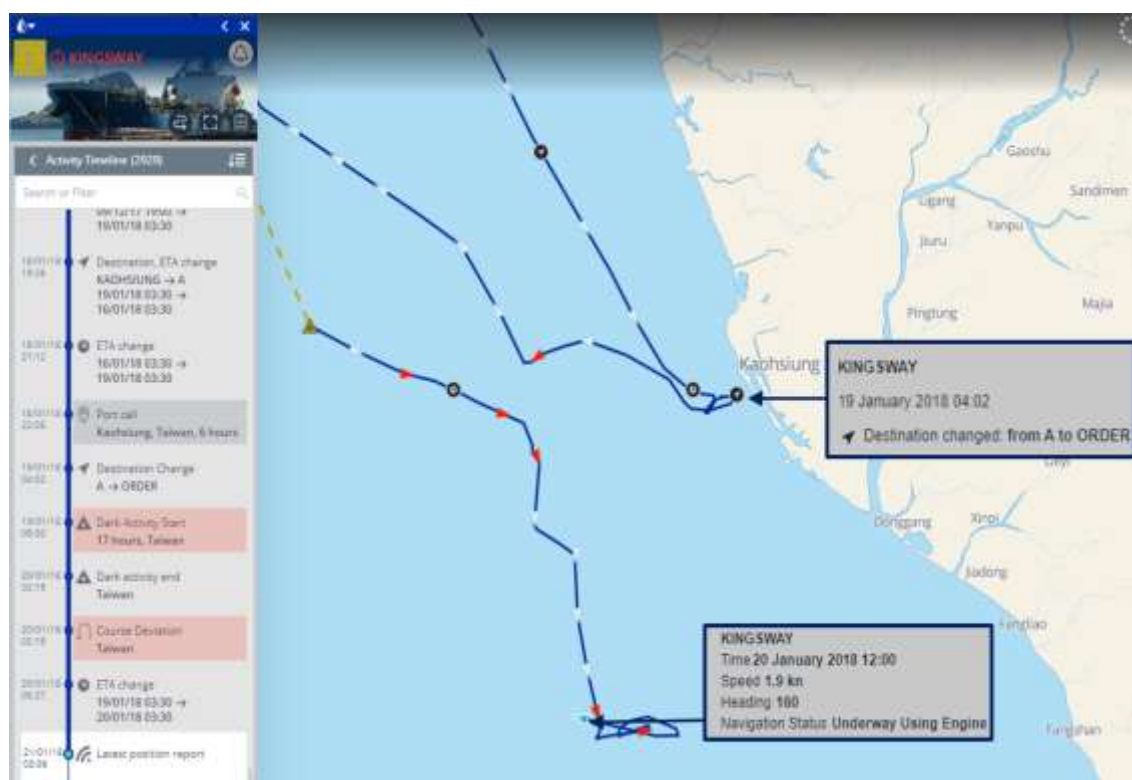 KINGSWAY
Activity Timeline (2020)
Search or Filter
09/12/17 19:00 →
19/01/18 03:30
Destination, ETA change
KAOHSIUNG → A
19/01/18 03:30 →
16/01/18 03:30
ETA change
16/01/18 03:30 →
19/01/18 03:30
Port call
Kaohsiung, Taiwan, 6 hours
Destination Change
A → ORDER
Dark Activity Start
17 hours, Taiwan
Dark activity end
Taiwan
Course Deviation
Taiwan
ETA change
19/01/18 03:30 →
20/01/18 03:30
Latest position report
Gaoshu
Ligang
Sandimen
Yanpu
Jiuru
Pingtung
Majia
Kaohsiung
KINGSWAY
19 January 2018 04:02
Destination changed: from A to ORDER
Donggang
Xinpi
Jiadong
Fangliao
KINGSWAY
Time 20 January 2018 12:00
Speed 1.9 kn
Heading 160
Navigation Status Underway Using Engine
Fangshan